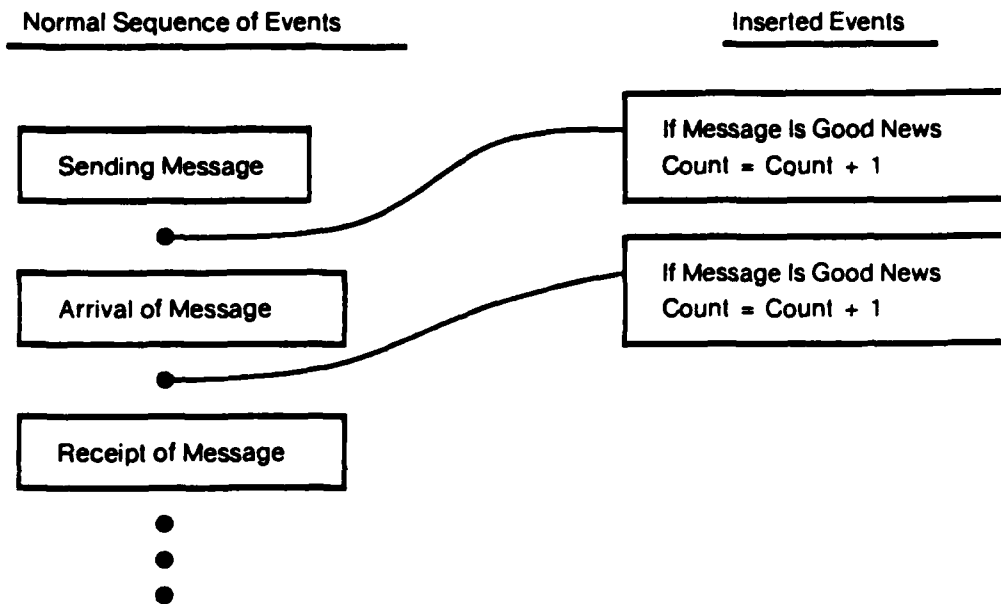 Normal Sequence of Events
Inserted Events
Sending Message
If Message Is Good News
Count = Count + 1
Arrival of Message
If Message Is Good News
Count = Count + 1
Receipt of Message